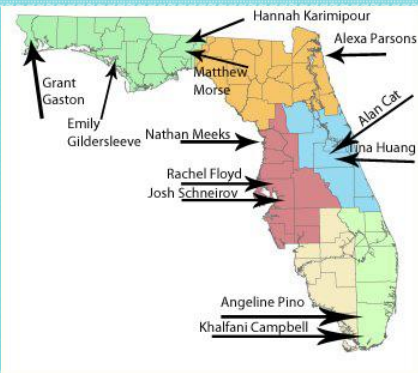 Hannah Karimipour
Alexa Parsons
Matthew
Morse
Grant
Gaston
Emily
Gildersleeve
Alan Cat
Nathan Meeks
Tina Huang
Rachel Floyd
Josh Schneirov
Angeline Pino
Khalfani Campbell